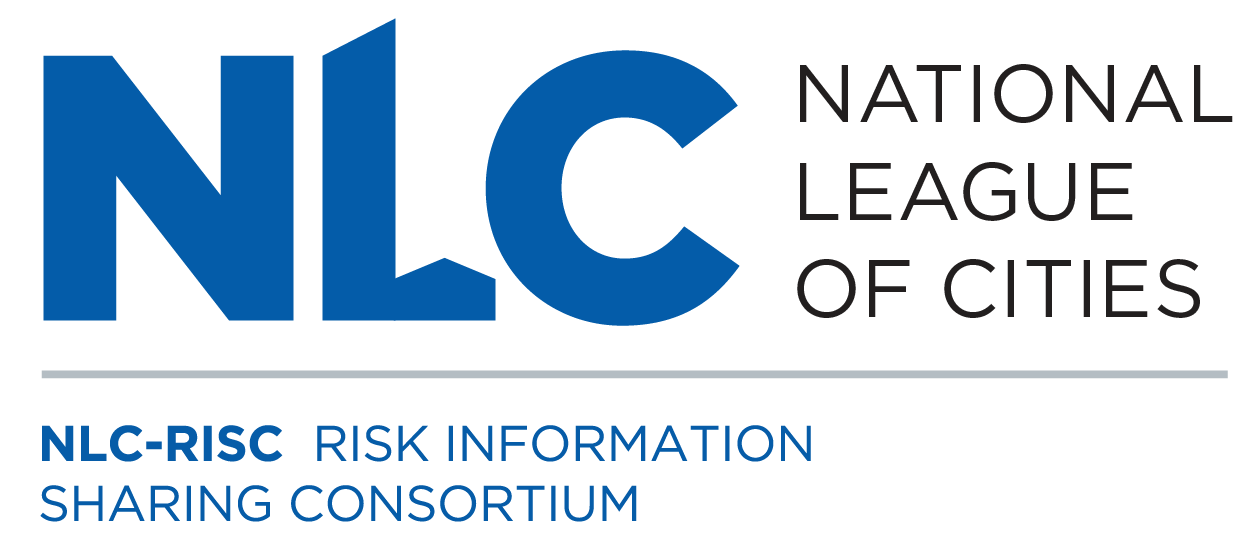 NLC
NATIONAL
LEAGUE
OF CITIES
NLC-RISC RISK INFORMATION
SHARING CONSORTIUM